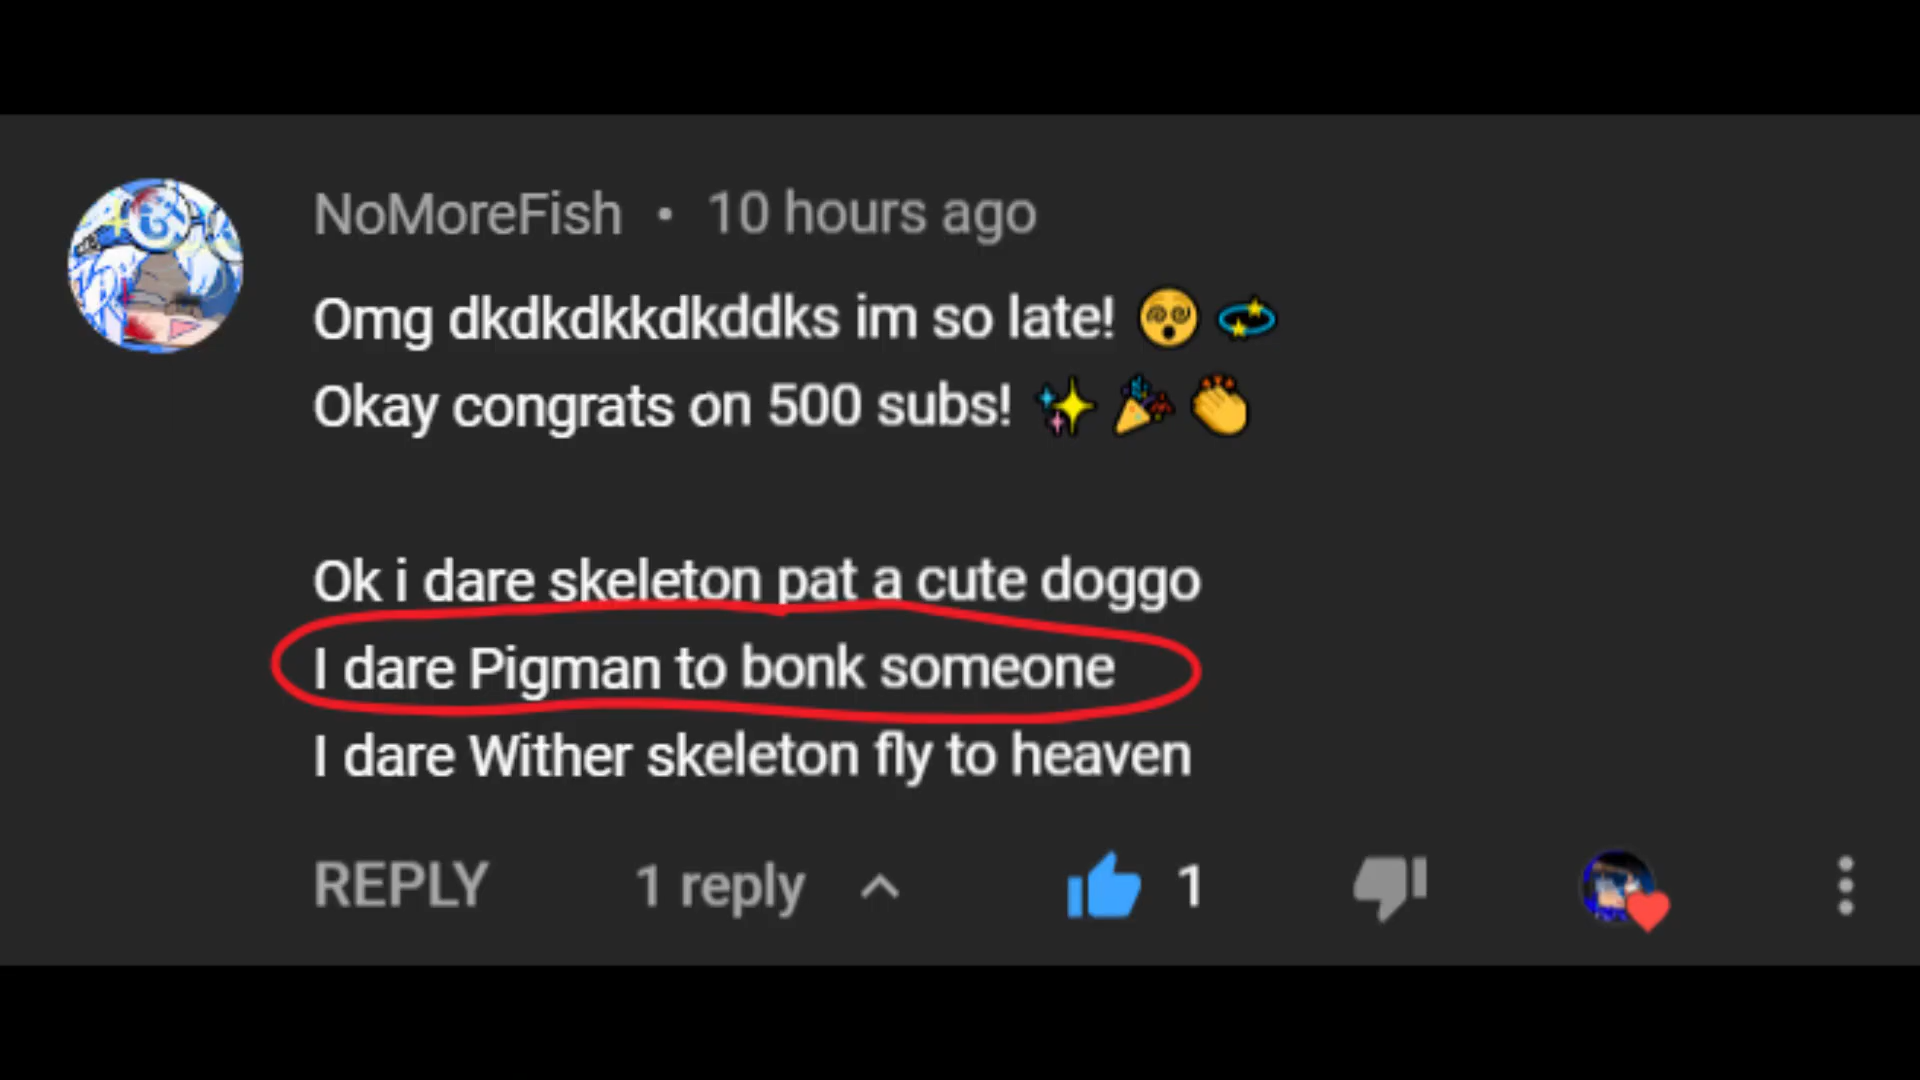 NoMoreFish • 10 hours ago
Omg dkdkdkkdkddks im so late! 😵‍💫
Okay congrats on 500 subs! ✨🎉👏
Ok i dare skeleton pat a cute doggo
I dare Pigman to bonk someone
I dare Wither skeleton fly to heaven
REPLY 1 reply 1